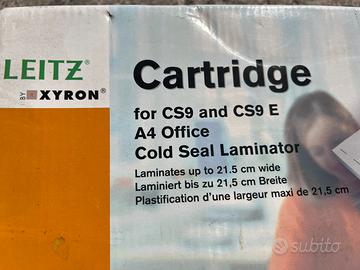 LEITZ®
BY XYRON®
Cartridge
for CS9 and CS9 E
A4 Office
Cold Seal Laminator
Laminates up to 21.5 cm wide
Laminiert bis zu 21,5 cm Breite
Plastification d'une largeur maxi de 21,5 cm
subito